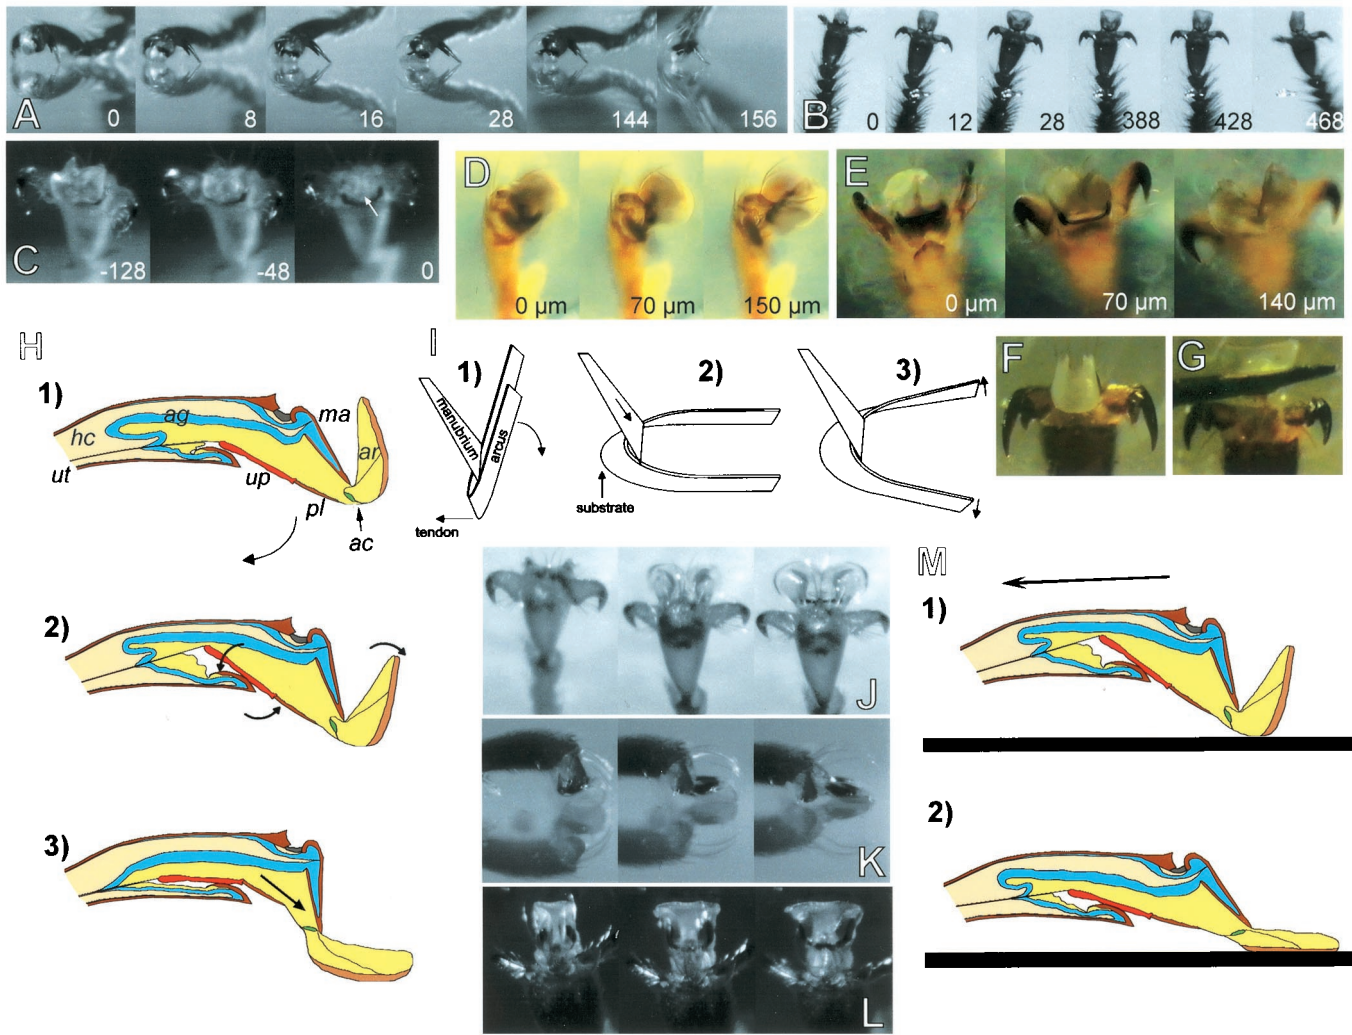 A 0 8 16 28 144 156
B 0 12 28 388 428 468
C -128 -48 0
D 0 µm 70 µm 150 µm
E 0 µm 70 µm 140 µm
F
G
H
1)
hc ag ma ar
ut up pl ac
2)
3)
I
1) 2) 3)
manubrium
arcus
tendon
substrate
J
K
L
M
1)
2)